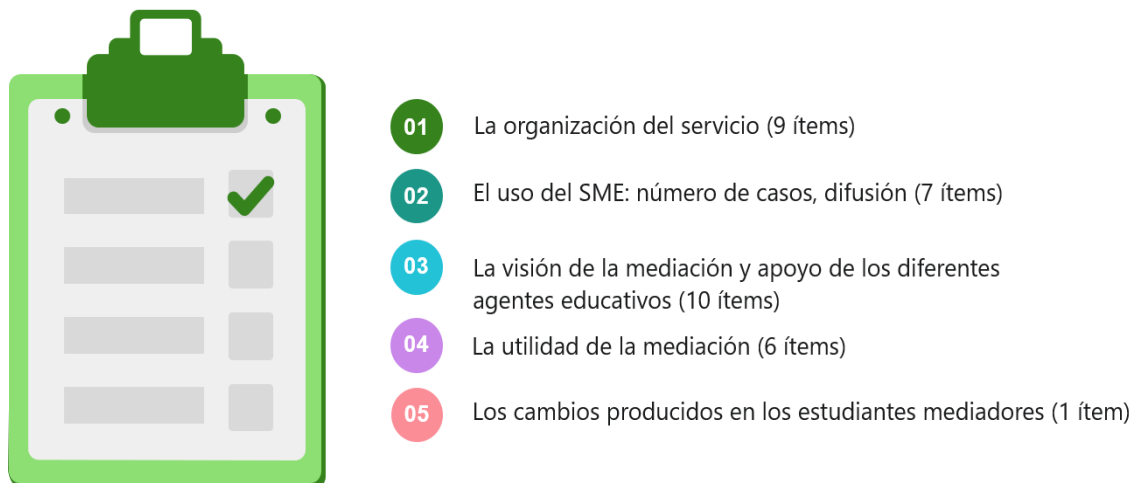 01 La organización del servicio (9 ítems)
02 El uso del SME: número de casos, difusión (7 ítems)
03 La visión de la mediación y apoyo de los diferentes
agentes educativos (10 ítems)
04 La utilidad de la mediación (6 ítems)
05 Los cambios producidos en los estudiantes mediadores (1 ítem)